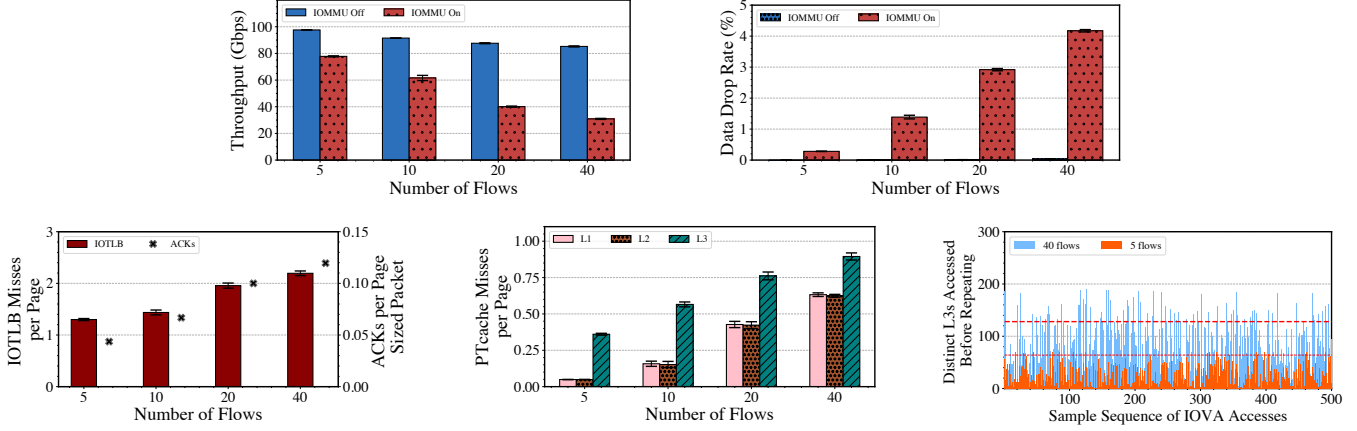 IOMMU Off
IOMMU On
100
80
60
40
20
0
Throughput (Gbps)
5
10
20
40
Number of Flows
IOMMU Off
IOMMU On
5
4
3
2
1
0
Data Drop Rate (%)
5
10
20
40
Number of Flows
IOTLB
ACKs
3
2
1
0
IOTLB Misses
per Page
0.15
0.10
0.05
0.00
ACKs per Page
Sized Packet
5
10
20
40
Number of Flows
L1
L2
L3
1.00
0.75
0.50
0.25
0.00
PTcache Misses
per Page
5
10
20
40
Number of Flows
40 flows
5 flows
300
200
100
0
Distinct L3s Accessed
Before Repeating
100
200
300
400
500
Sample Sequence of IOVA Accesses